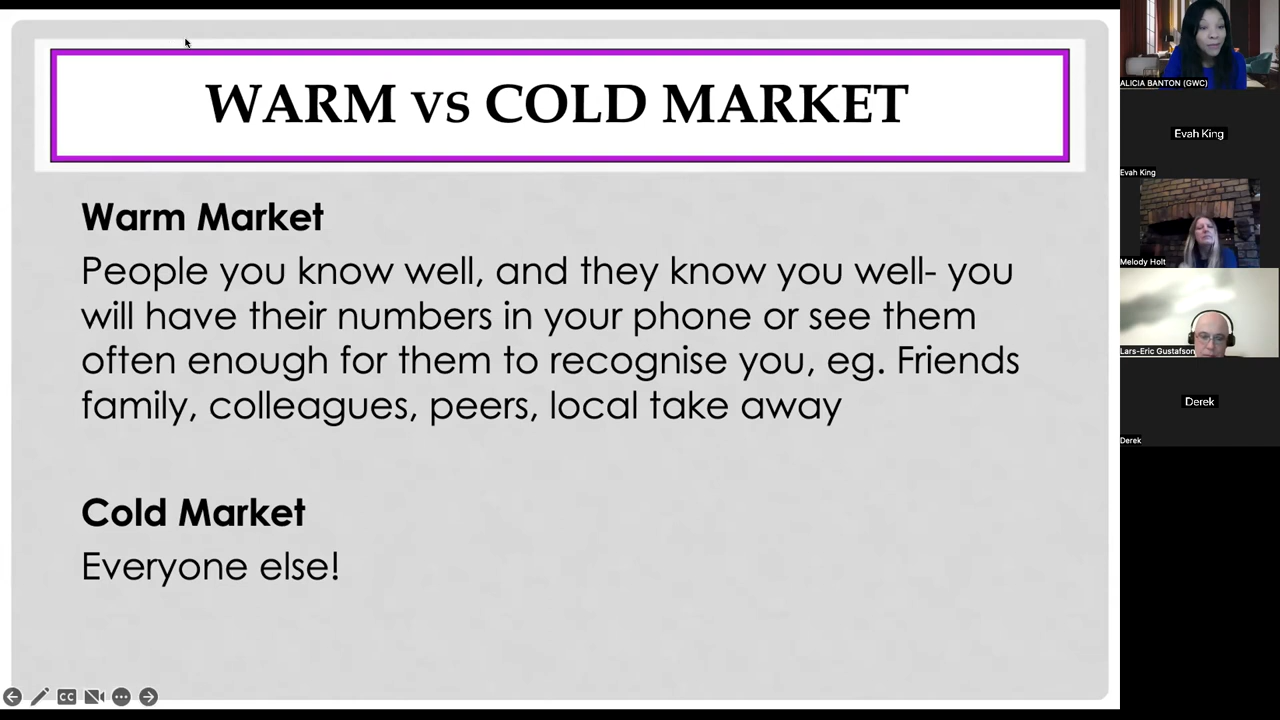 WARM vs COLD MARKET
Warm Market
People you know well, and they know you well- you
will have their numbers in your phone or see them
often enough for them to recognise you, eg. Friends
family, colleagues, peers, local take away
Cold Market
Everyone else!
CC
ALICIA BANTON (GWC)
Evah King
Evah King
Melody Holt
Lars-Eric Gustafson
Derek
Derek